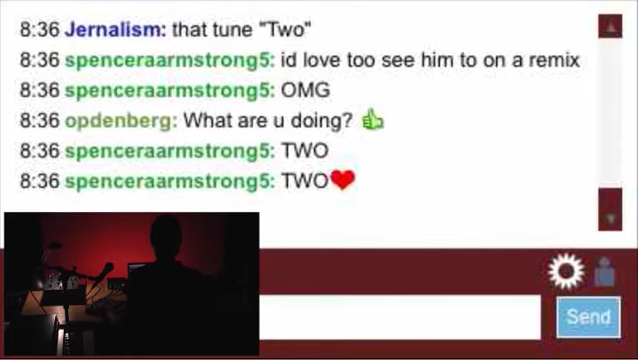 8:36 Jernalism: that tune "Two"
8:36 spenceraarmstrong5: id love too see him to on a remix
8:36 spenceraarmstrong5: OMG
8:36 opdenberg: What are u doing? 👍
8:36 spenceraarmstrong5: TWO
8:36 spenceraarmstrong5: TWO❤
Send